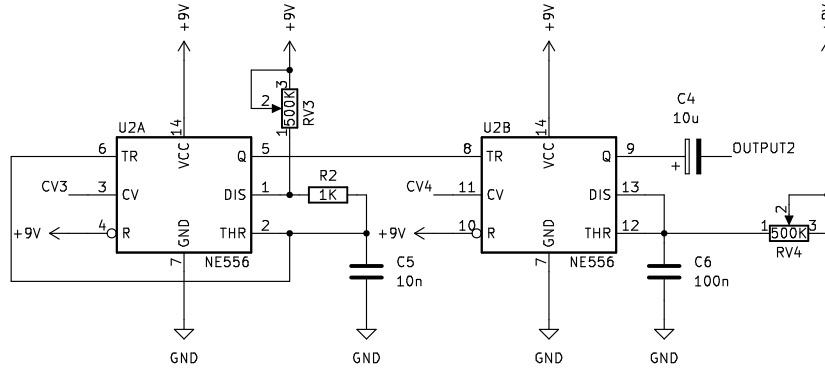 +9V
+9V
+9V
+9V
3
2
500K
1
RV3
C4
10u
+
U2A
14
VCC
U2B
14
VCC
6
TR
Q
5
8
TR
Q
9
OUTPUT2
CV3
3
CV
DIS
1
R2
1K
CV4
11
CV
DIS
13
+9V
4
R
GND
THR
2
+9V
10
R
GND
THR
12
2
1
500K
3
RV4
7
NE556
C5
10n
7
NE556
C6
100n
GND
GND
GND
GND